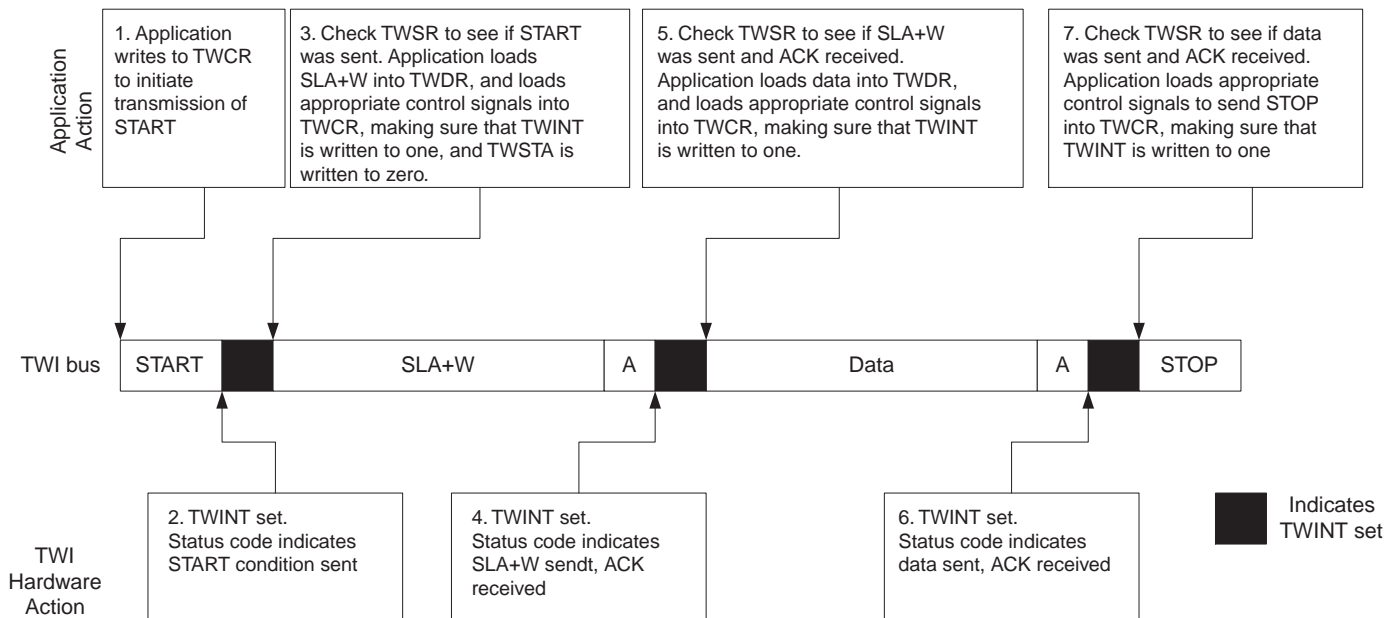 Application
Action
1. Application
writes to TWCR
to initiate
transmission of
START
3. Check TWSR to see if START
was sent. Application loads
SLA+W into TWDR, and loads
appropriate control signals into
TWCR, making sure that TWINT
is written to one, and TWSTA is
written to zero.
5. Check TWSR to see if SLA+W
was sent and ACK received.
Application loads data into TWDR,
and loads appropriate control signals
into TWCR, making sure that TWINT
is written to one.
7. Check TWSR to see if data
was sent and ACK received.
Application loads appropriate
control signals to send STOP
into TWCR, making sure that
TWINT is written to one
TWI bus
START
SLA+W
A
Data
A
STOP
TWI
Hardware
Action
2. TWINT set.
Status code indicates
START condition sent
4. TWINT set.
Status code indicates
SLA+W sendt, ACK
received
6. TWINT set.
Status code indicates
data sent, ACK received
Indicates
TWINT set